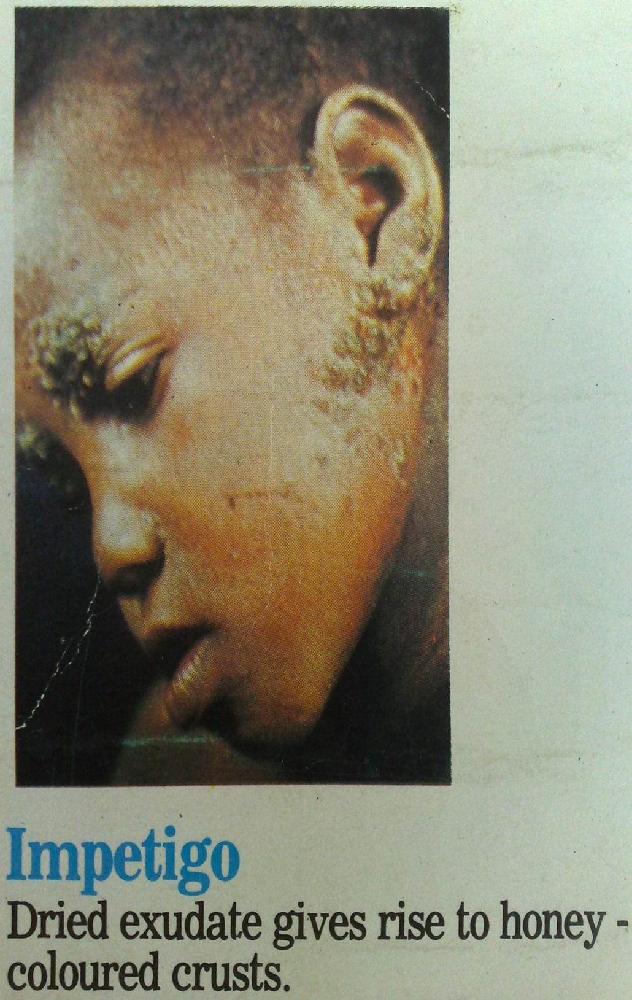 Impetigo
Dried exudate gives rise to honey -
coloured crusts.